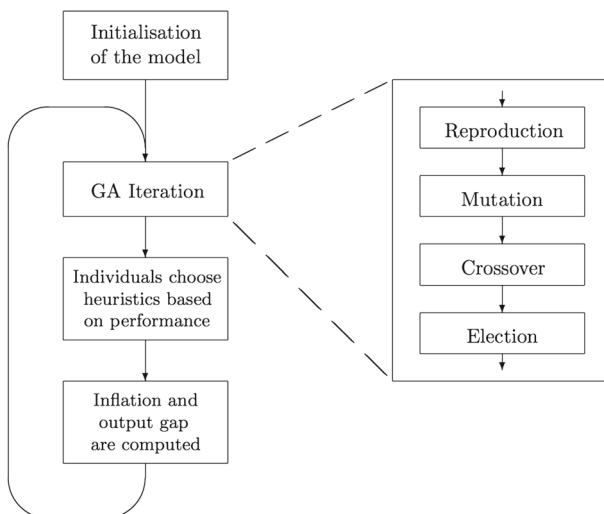 Initialisation
of the model
GA Iteration
Individuals choose
heuristics based
on performance
Inflation and
output gap
are computed
Reproduction
Mutation
Crossover
Election